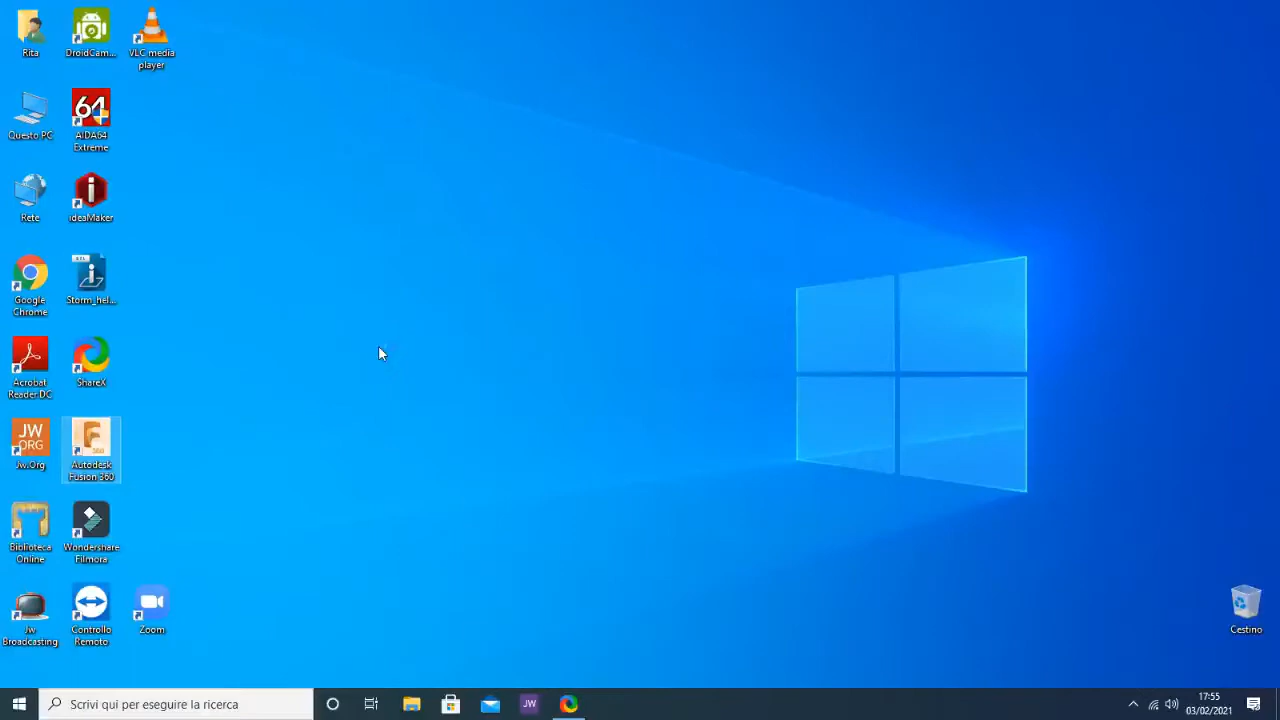 Rita
DroidCam...
VLC media
player
Questo PC
64
AIDA64
Extreme
Rete
ideaMaker
Google
Chrome
STL
Storm_hel...
Acrobat
Reader DC
ShareX
JW
.ORG
Jw.Org
F
360
Autodesk
Fusion 360
Biblioteca
Online
Wondershare
Filmora
Jw
Broadcasting
Controllo
Remoto
Zoom
Cestino
Scrivi qui per eseguire la ricerca
JW
17:55
03/02/2021